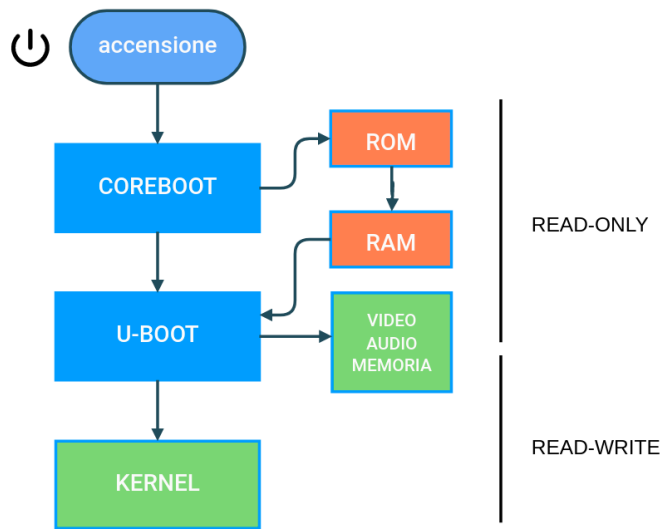 accensione
COREBOOT
ROM
RAM
READ-ONLY
U-BOOT
VIDEO
AUDIO
MEMORIA
READ-WRITE
KERNEL